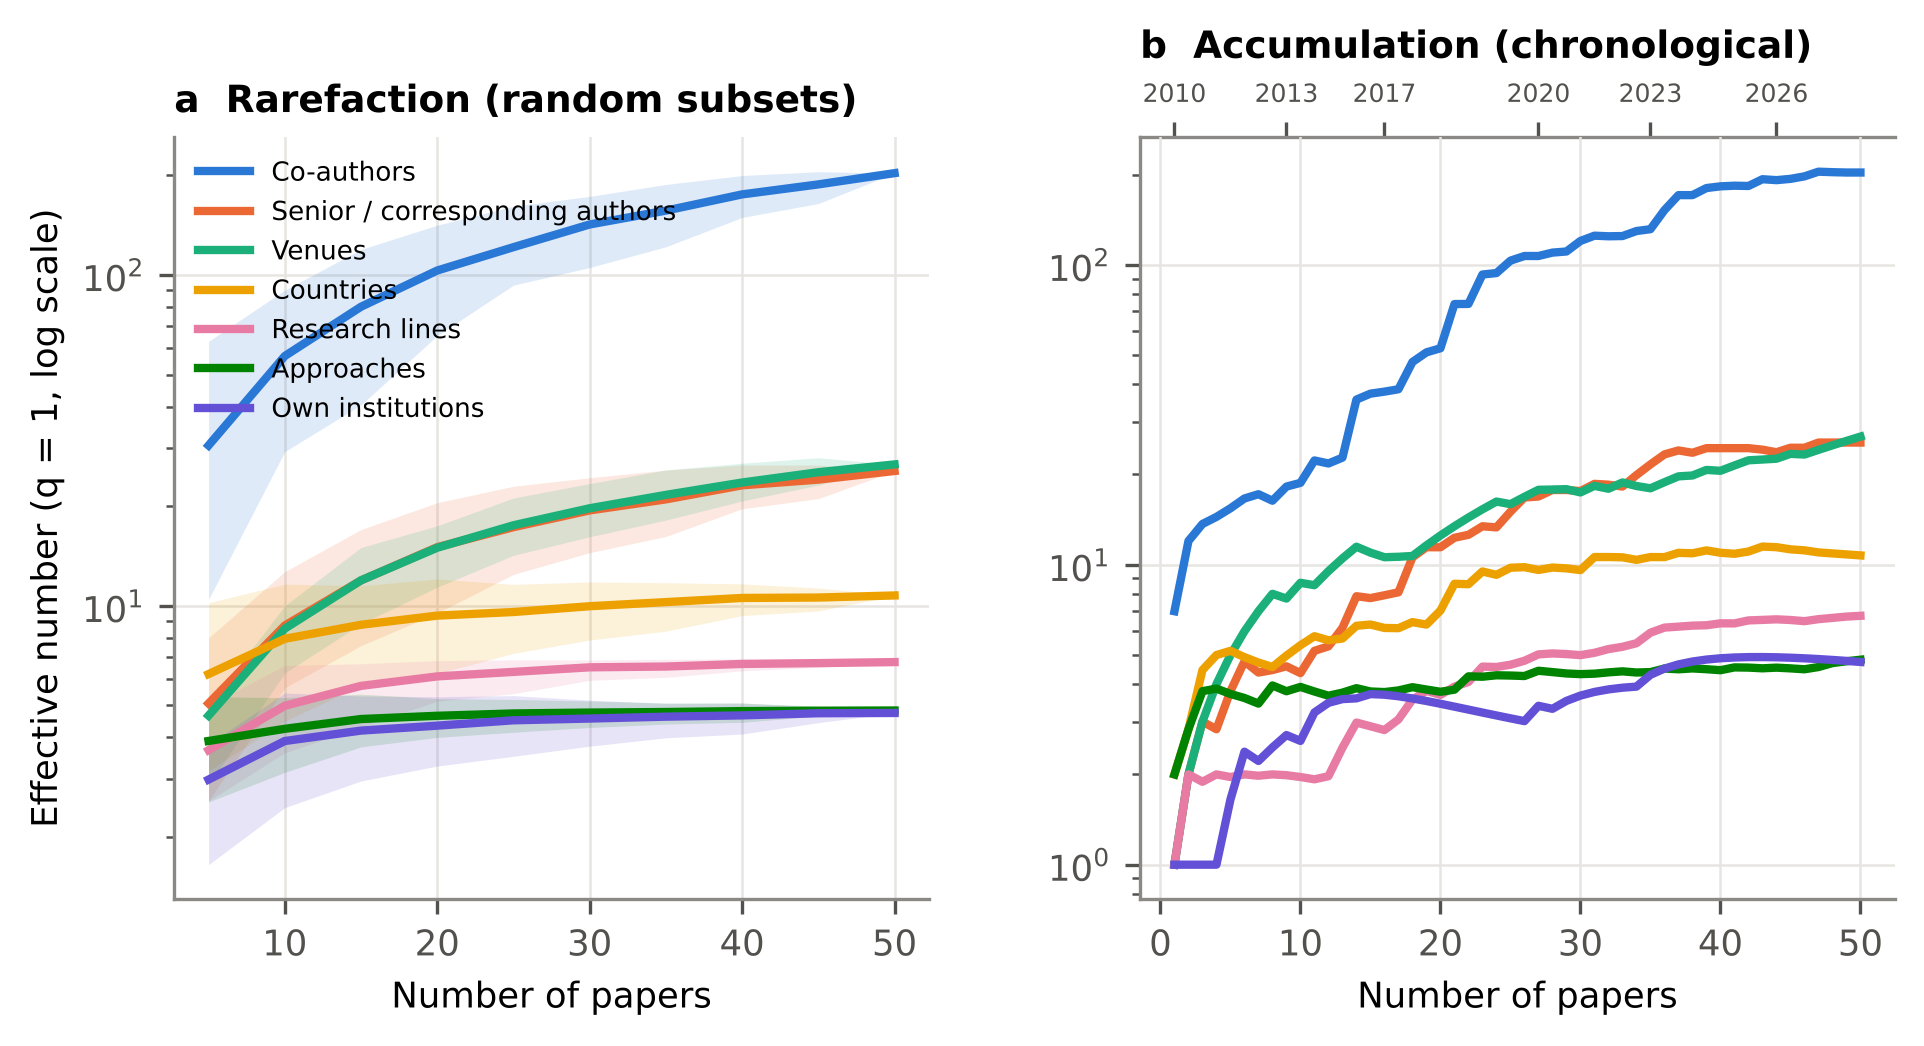 a Rarefaction (random subsets)
Effective number (q = 1, log scale)
10²
10¹
Co-authors
Senior / corresponding authors
Venues
Countries
Research lines
Approaches
Own institutions
10 20 30 40 50
Number of papers
b Accumulation (chronological)
2010 2013 2017 2020 2023 2026
10²
10¹
10⁰
0 10 20 30 40 50
Number of papers